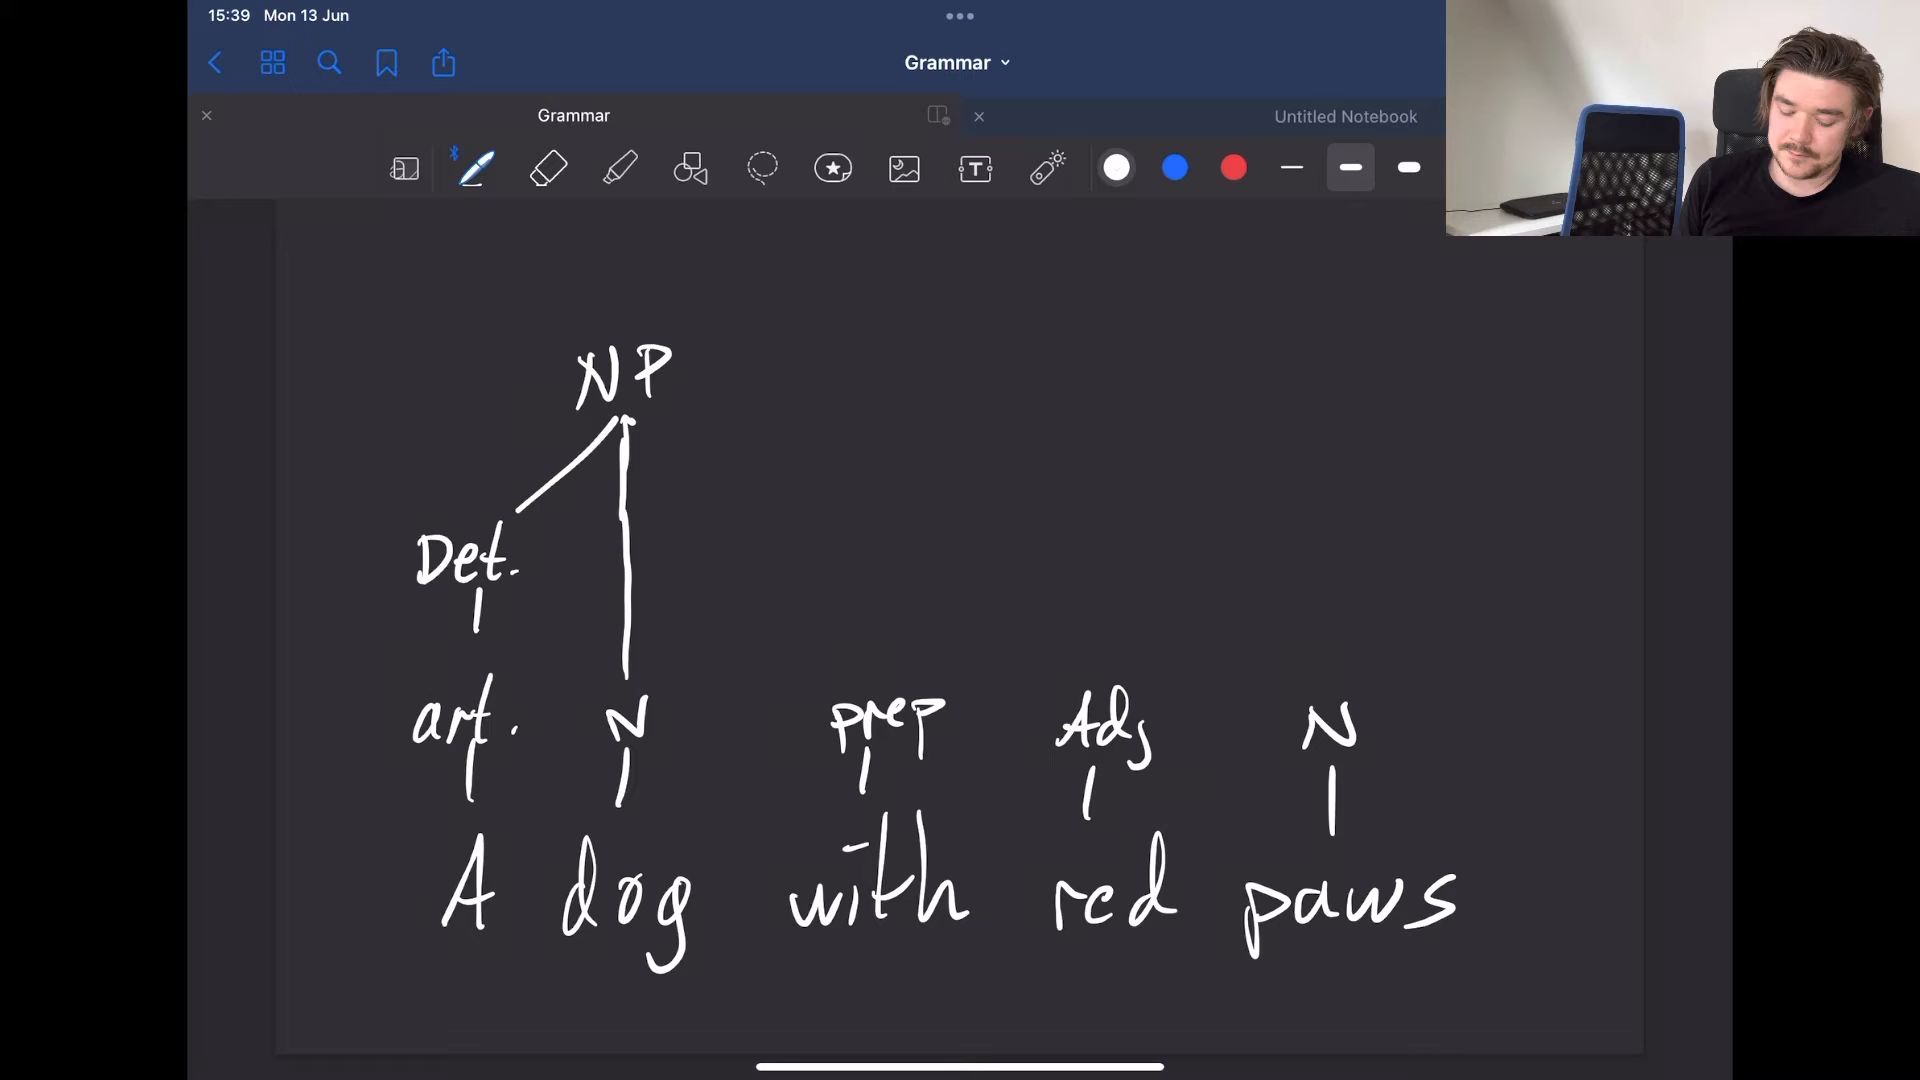 15:39 Mon 13 Jun
Grammar
Grammar
Untitled Notebook
T
NP
Det.
art. N prep Adj N
A dog with red paws